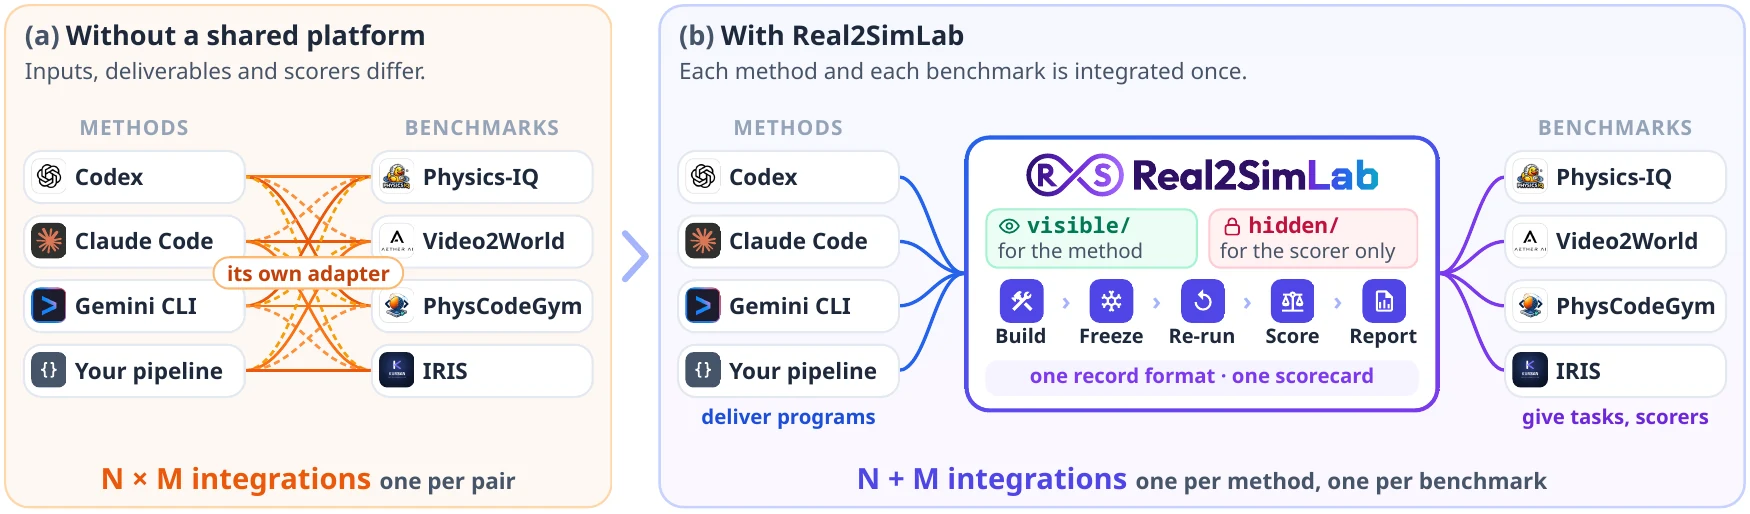 (a) Without a shared platform
Inputs, deliverables and scorers differ.
METHODS
BENCHMARKS
Codex
Physics-IQ
Claude Code
Video2World
its own adapter
Gemini CLI
PhysCodeGym
Your pipeline
IRIS
N × M integrations one per pair
(b) With Real2SimLab
Each method and each benchmark is integrated once.
METHODS
Codex
Claude Code
Gemini CLI
Your pipeline
deliver programs
RS Real2SimLab
visible/
for the method
hidden/
for the scorer only
Build
Freeze
Re-run
Score
Report
one record format · one scorecard
BENCHMARKS
Physics-IQ
Video2World
PhysCodeGym
IRIS
give tasks, scorers
N + M integrations one per method, one per benchmark